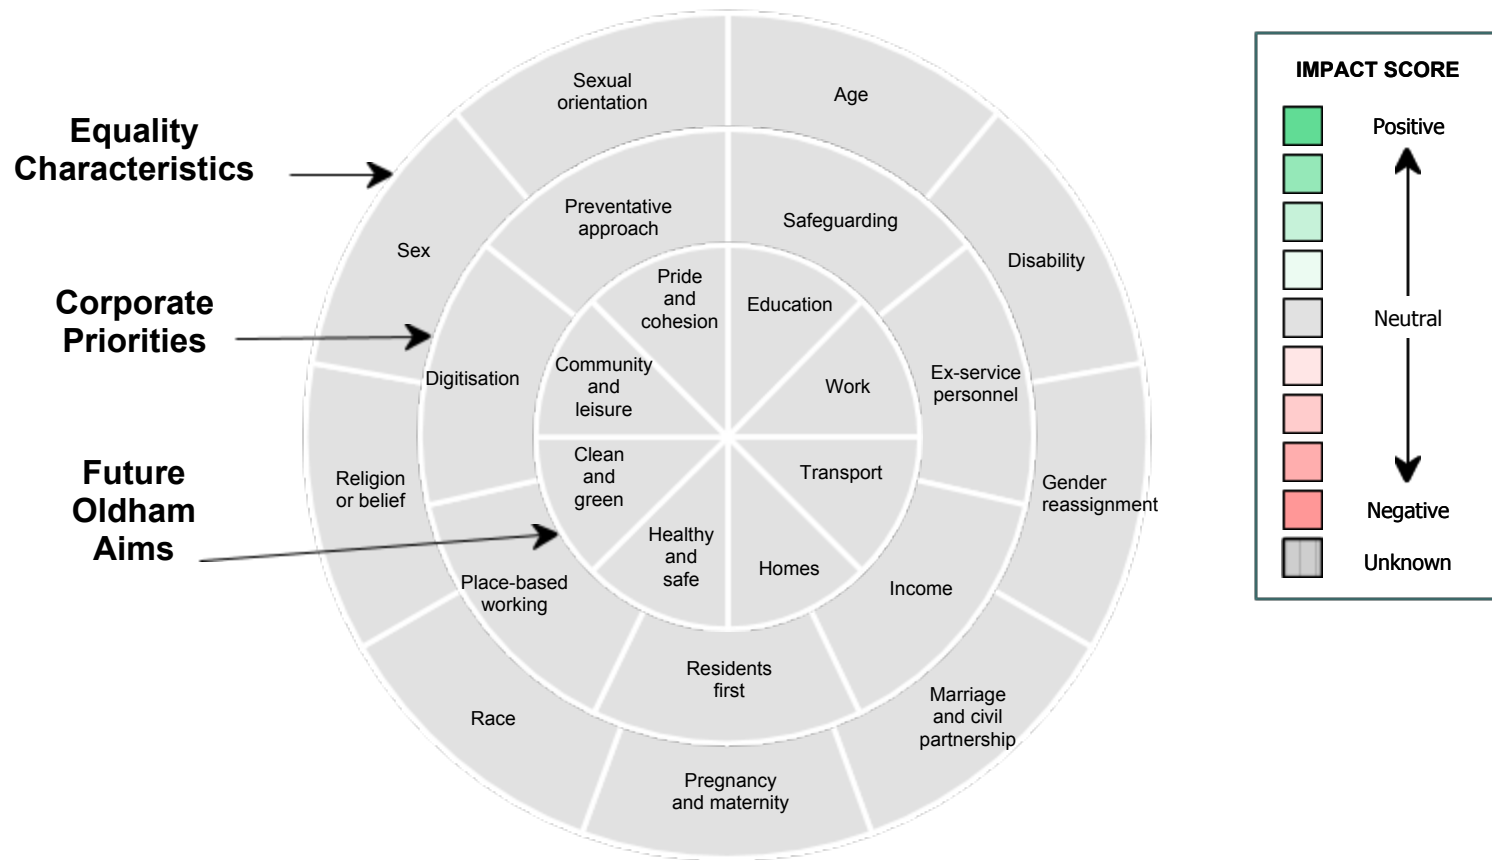 Equality
Characteristics
Corporate
Priorities
Future
Oldham
Aims
Sexual
orientation
Age
Disability
Gender
reassignment
Marriage
and civil
partnership
Pregnancy
and maternity
Race
Religion
or belief
Sex
Preventative
approach
Safeguarding
Ex-service
personnel
Income
Residents
first
Place-based
working
Digitisation
Pride
and
cohesion
Education
Work
Transport
Homes
Healthy
and
safe
Clean
and
green
Community
and
leisure
IMPACT SCORE
Positive
Neutral
Negative
Unknown